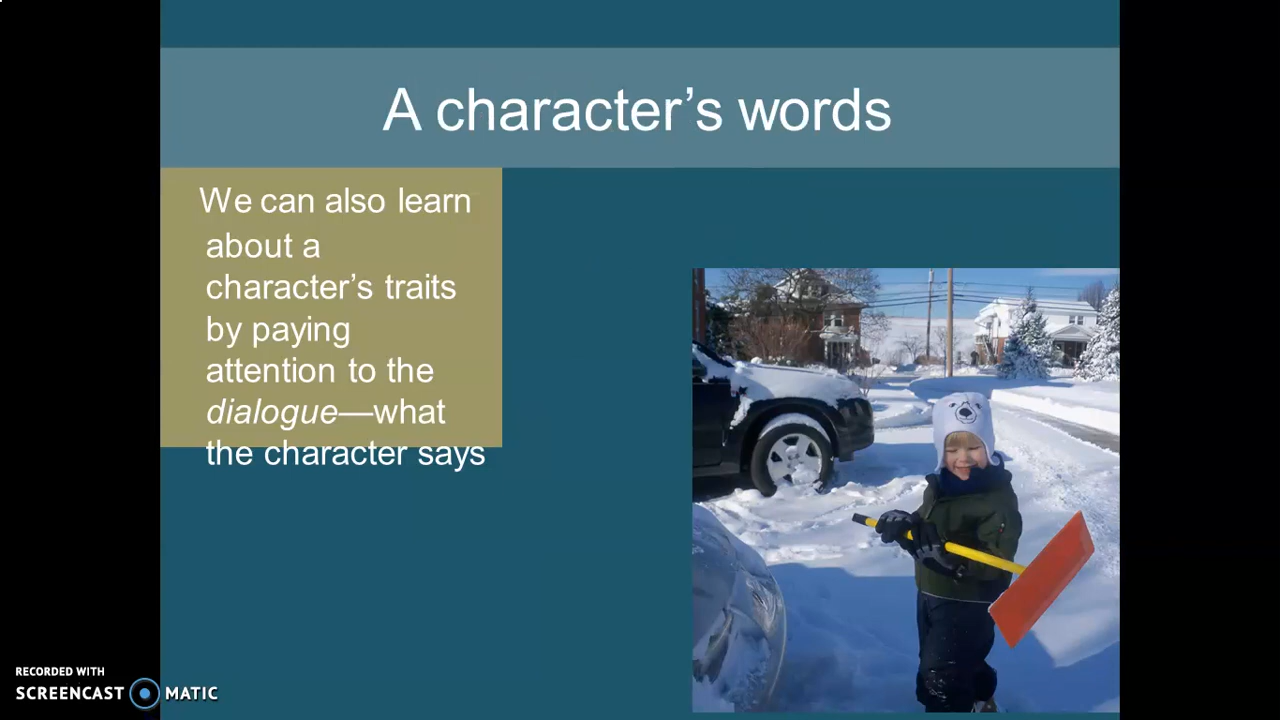 A character’s words
We can also learn
about a
character’s traits
by paying
attention to the
dialogue—what
the character says
RECORDED WITH
SCREENCAST MATIC